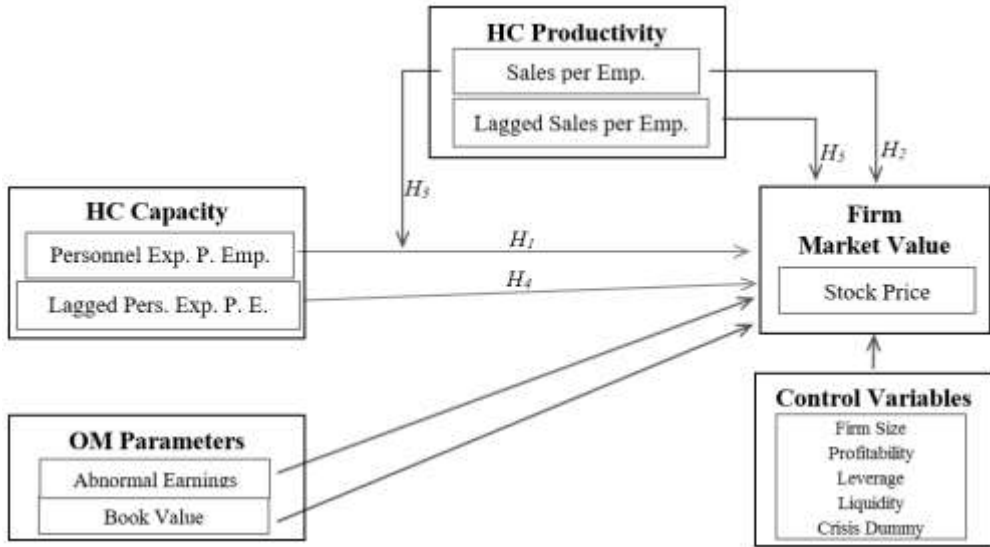 HC Productivity
Sales per Emp.
Lagged Sales per Emp.
H₅
H₂
H₃
HC Capacity
Personnel Exp. P. Emp.
Lagged Pers. Exp. P. E.
H₁
H₄
Firm
Market Value
Stock Price
OM Parameters
Abnormal Earnings
Book Value
Control Variables
Firm Size
Profitability
Leverage
Liquidity
Crisis Dummy